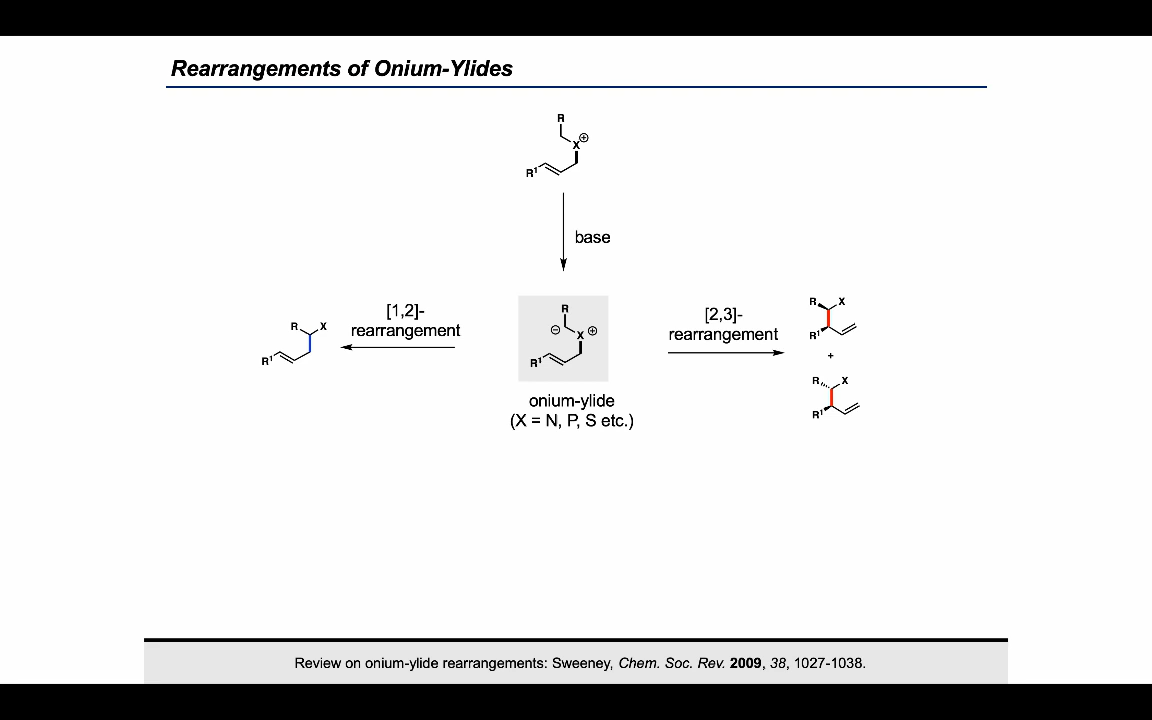 Rearrangements of Onium-Ylides
R
X⊕
R¹
base
[1,2]-
rearrangement
R X
R¹
R
⊖ X ⊕
R¹
onium-ylide
(X = N, P, S etc.)
[2,3]-
rearrangement
R X
R¹
+
R X
R¹
Review on onium-ylide rearrangements: Sweeney, Chem. Soc. Rev. 2009, 38, 1027-1038.